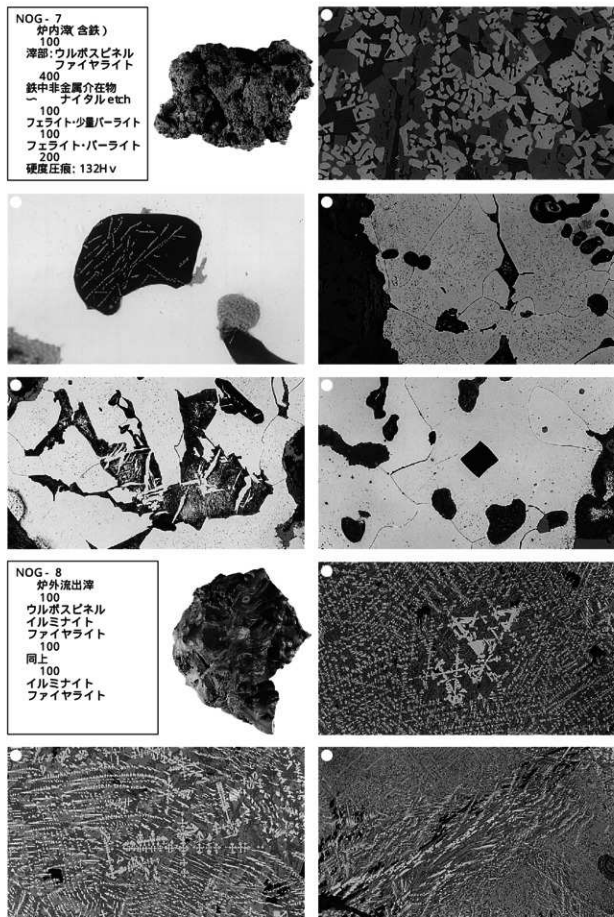 NOG-7
炉内滓(含鉄)
100
滓部:ウルボスピネル
ファイヤライト
400
鉄中非金属介在物
∽ ナイタルetch
100
フェライト・少量パーライト
100
フェライト・パーライト
200
硬度圧痕:132Hv
NOG-8
炉外流出滓
100
ウルボスピネル
イルミナイト
ファイヤライト
100
同上
100
イルミナイト
ファイヤライト